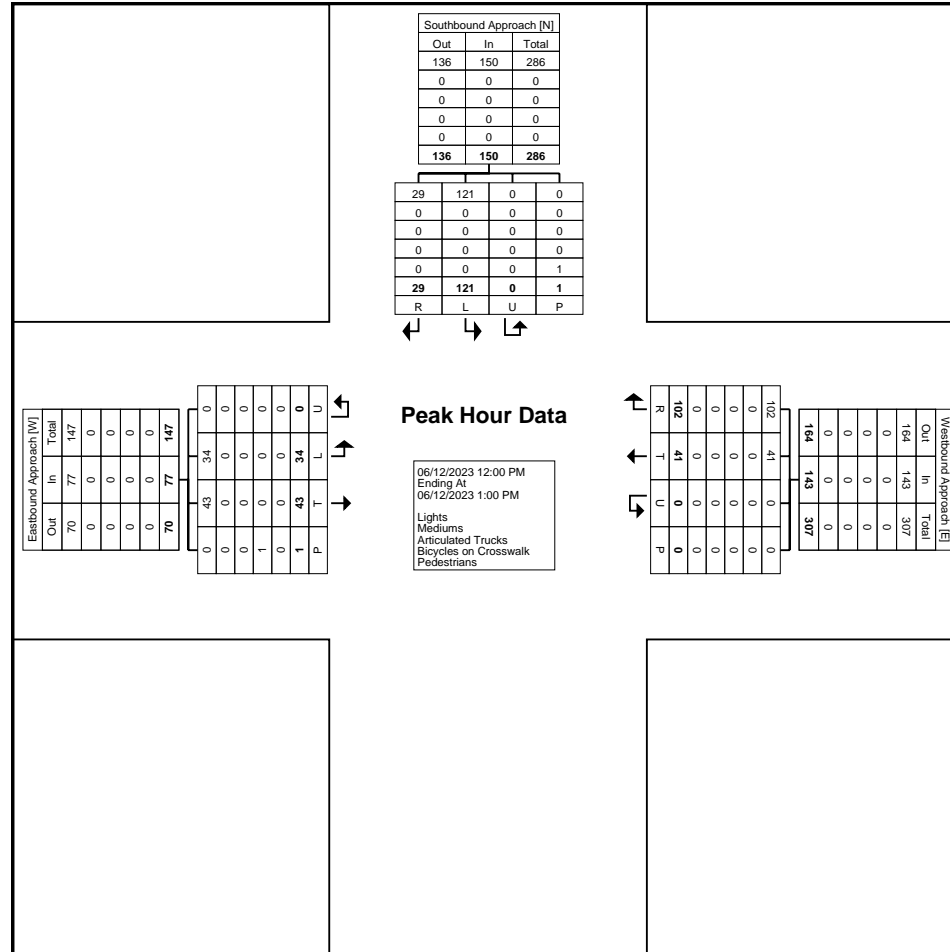 Southbound Approach [N]
Out In Total
136 150 286
0 0 0
0 0 0
0 0 0
0 0 0
136 150 286
29 121 0 0
0 0 0 0
0 0 0 0
0 0 0 0
0 0 0 1
29 121 0 1
R L U P
Peak Hour Data
06/12/2023 12:00 PM
Ending At
06/12/2023 1:00 PM
Lights
Mediums
Articulated Trucks
Bicycles on Crosswalk
Pedestrians
Eastbound Approach [W]
Out In Total
70 77 147
0 0 0
0 0 0
0 0 0
0 0 0
70 77 147
0 43 34 0
0 0 0 0
0 0 0 0
1 0 0 0
0 0 0 0
1 43 34 0
P T L U
Westbound Approach [E]
Out In Total
164 143 307
0 0 0
0 0 0
0 0 0
0 0 0
164 143 307
102 41 0 0
0 0 0 0
0 0 0 0
0 0 0 0
0 0 0 0
102 41 0 0
R T U P